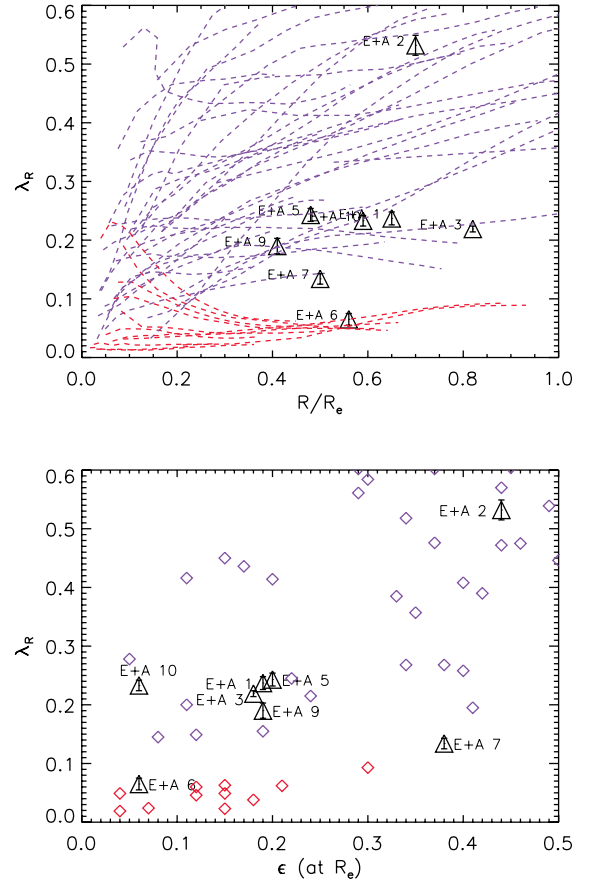 0.6
E+A 2
0.5
0.4
λR
0.3
E+A 5 E+A 10 E+A 1
E+A 3
0.2
E+A 9
E+A 7
0.1
E+A 6
0.0
0.0 0.2 0.4 0.6 0.8 1.0
R/Re
0.6
E+A 2
0.5
0.4
λR
0.3
E+A 10
E+A 1 E+A 5
E+A 3
0.2
E+A 9
E+A 7
0.1
E+A 6
0.0
0.0 0.1 0.2 0.3 0.4 0.5
ϵ (at Re)